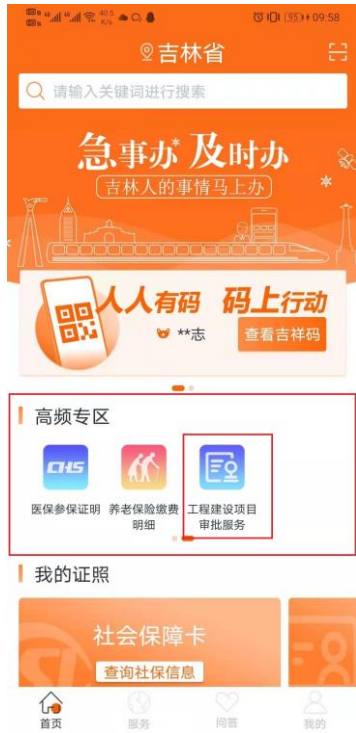 40.5
K/s
95
09:58
吉林省
请输入关键词进行搜索
急事办 及时办
吉林人的事情马上办
人人有码 码上行动
**志
查看吉祥码
高频专区
CHS
医保参保证明
养老保险缴费
明细
工程建设项目
审批服务
我的证照
社会保障卡
查询社保信息
首页
服务
问答
我的